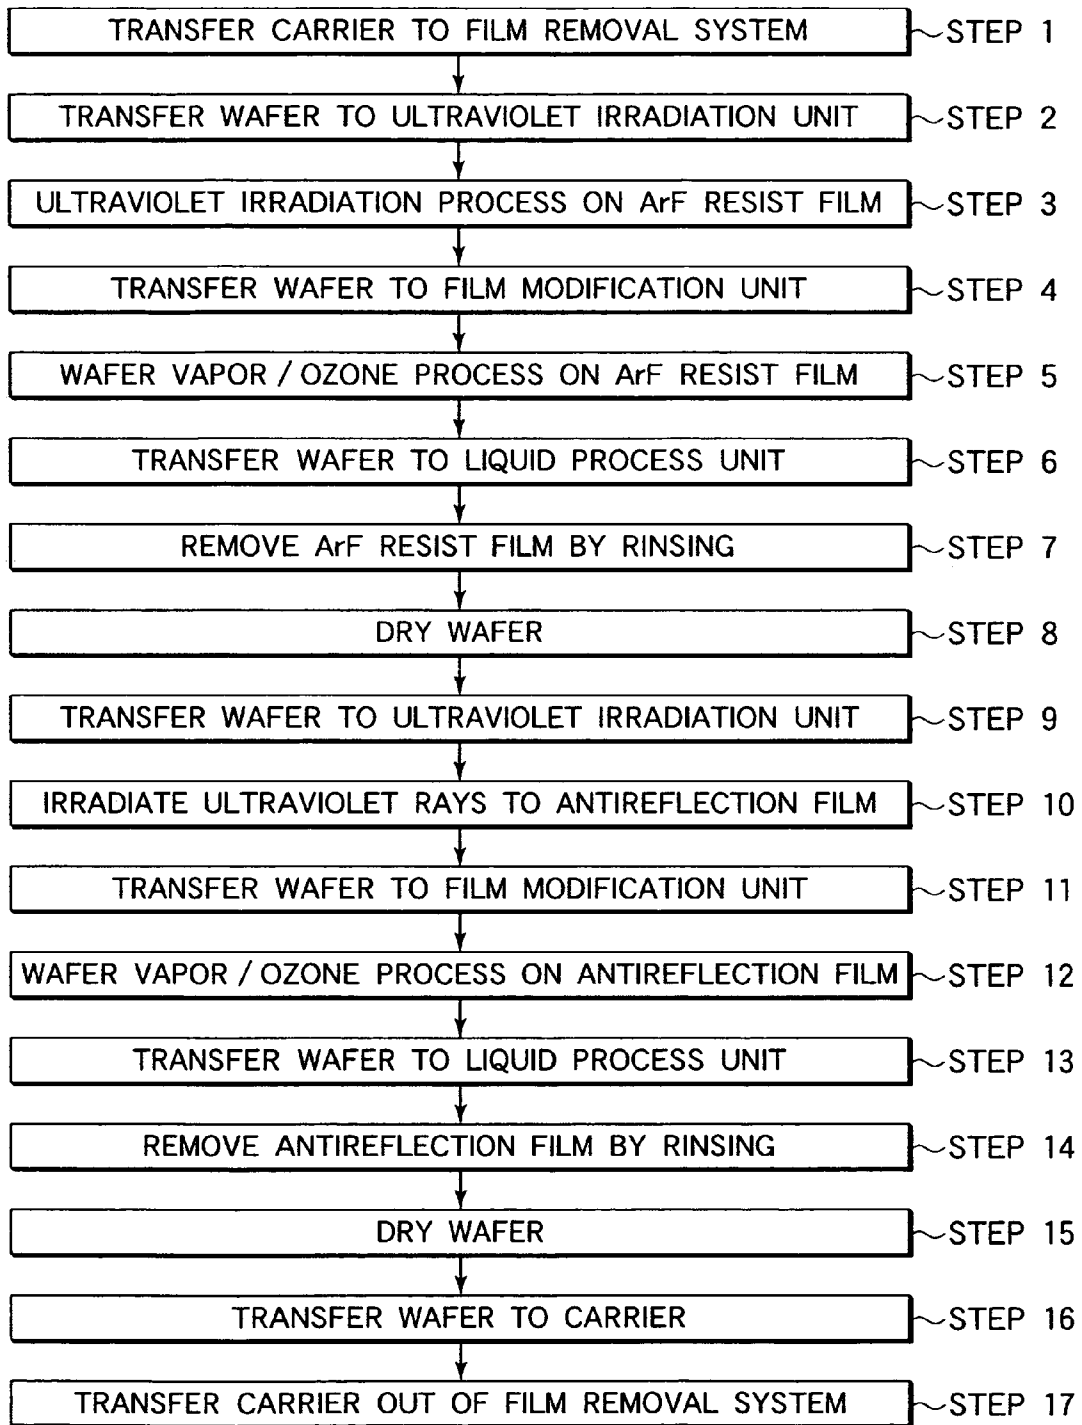 TRANSFER CARRIER TO FILM REMOVAL SYSTEM STEP 1
TRANSFER WAFER TO ULTRAVIOLET IRRADIATION UNIT STEP 2
ULTRAVIOLET IRRADIATION PROCESS ON ArF RESIST FILM STEP 3
TRANSFER WAFER TO FILM MODIFICATION UNIT STEP 4
WAFER VAPOR / OZONE PROCESS ON ArF RESIST FILM STEP 5
TRANSFER WAFER TO LIQUID PROCESS UNIT STEP 6
REMOVE ArF RESIST FILM BY RINSING STEP 7
DRY WAFER STEP 8
TRANSFER WAFER TO ULTRAVIOLET IRRADIATION UNIT STEP 9
IRRADIATE ULTRAVIOLET RAYS TO ANTIREFLECTION FILM STEP 10
TRANSFER WAFER TO FILM MODIFICATION UNIT STEP 11
WAFER VAPOR / OZONE PROCESS ON ANTIREFLECTION FILM STEP 12
TRANSFER WAFER TO LIQUID PROCESS UNIT STEP 13
REMOVE ANTIREFLECTION FILM BY RINSING STEP 14
DRY WAFER STEP 15
TRANSFER WAFER TO CARRIER STEP 16
TRANSFER CARRIER OUT OF FILM REMOVAL SYSTEM STEP 17